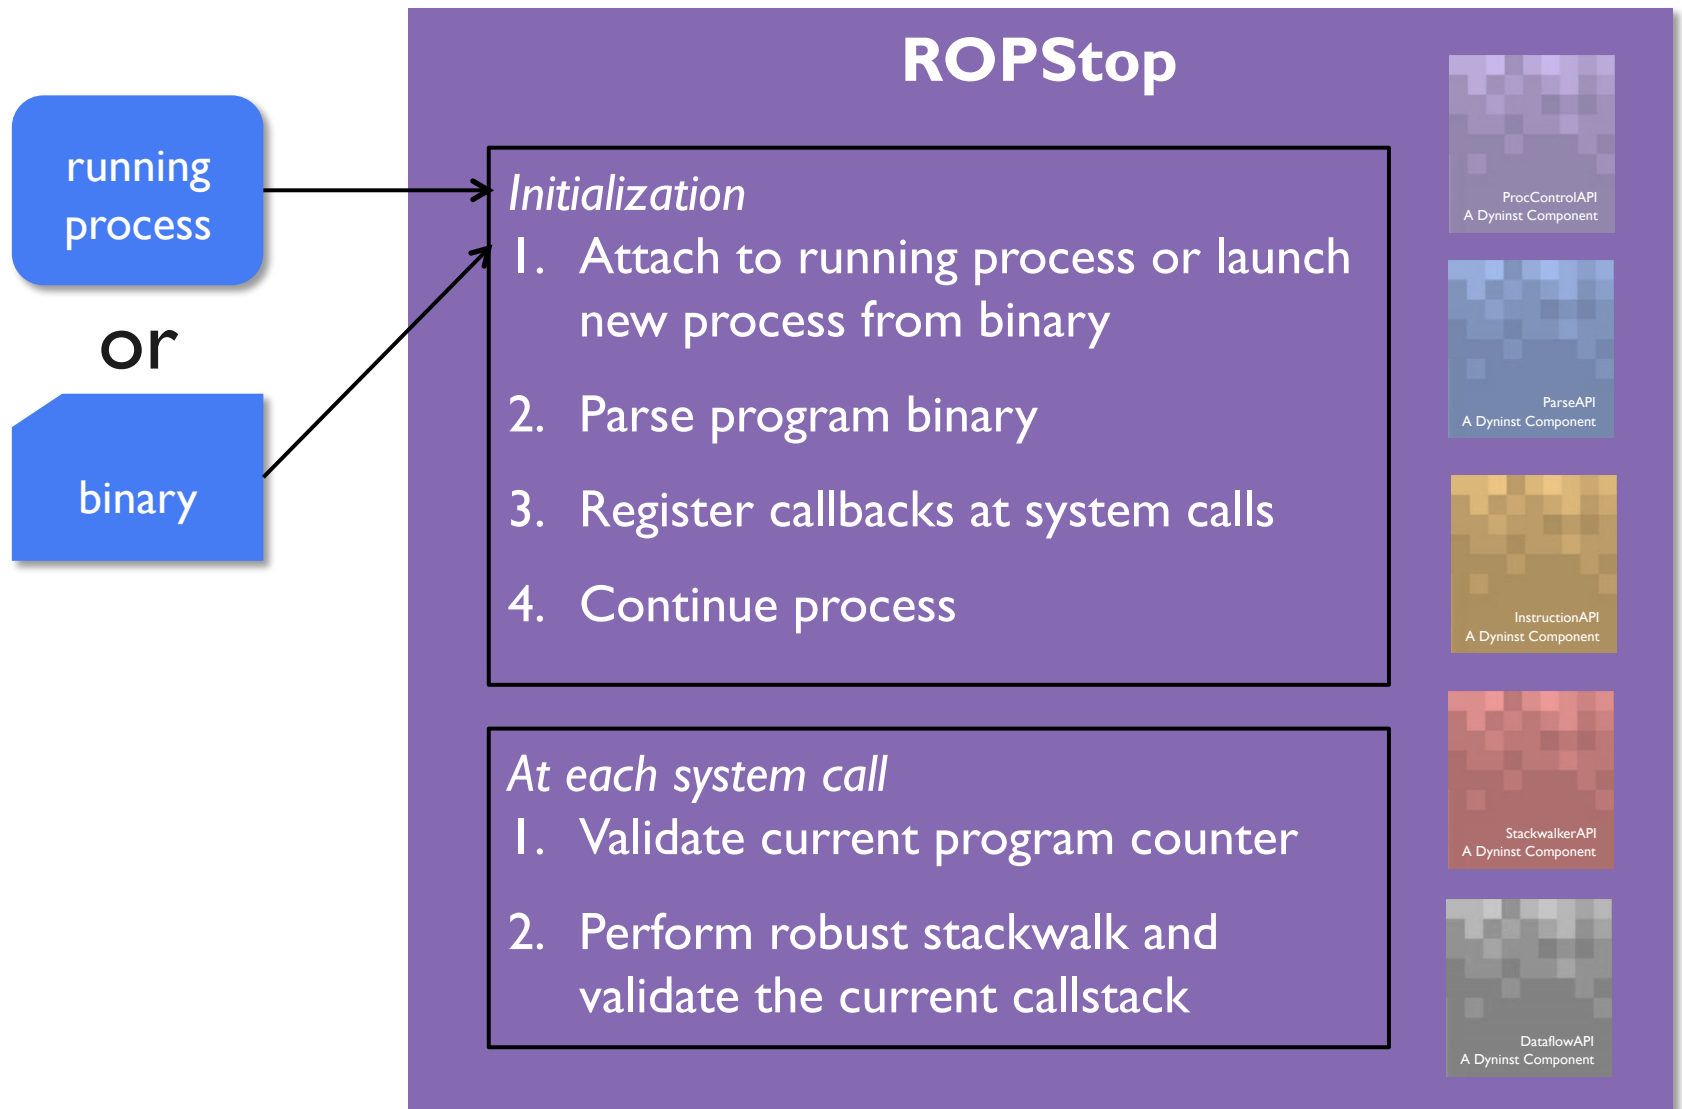 ROPStop
running
process
or
binary
Initialization
1. Attach to running process or launch
new process from binary
2. Parse program binary
3. Register callbacks at system calls
4. Continue process
At each system call
1. Validate current program counter
2. Perform robust stackwalk and
validate the current callstack
ProcControlAPI
A Dyninst Component
ParseAPI
A Dyninst Component
InstructionAPI
A Dyninst Component
StackwalkerAPI
A Dyninst Component
DataflowAPI
A Dyninst Component